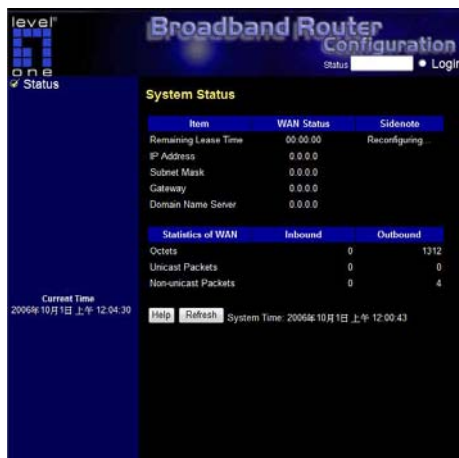 level®
one
Broadband Router
Configuration
Status Login
Status
System Status
Item WAN Status Sidenote
Remaining Lease Time 00:00:00 Reconfiguring...
IP Address 0.0.0.0
Subnet Mask 0.0.0.0
Gateway 0.0.0.0
Domain Name Server 0.0.0.0
Statistics of WAN Inbound Outbound
Octets 0 1312
Unicast Packets 0 0
Non-unicast Packets 0 4
Current Time
2006年10月1日 上午 12:04:30
Help Refresh System Time: 2006年10月1日 上午 12:00:43